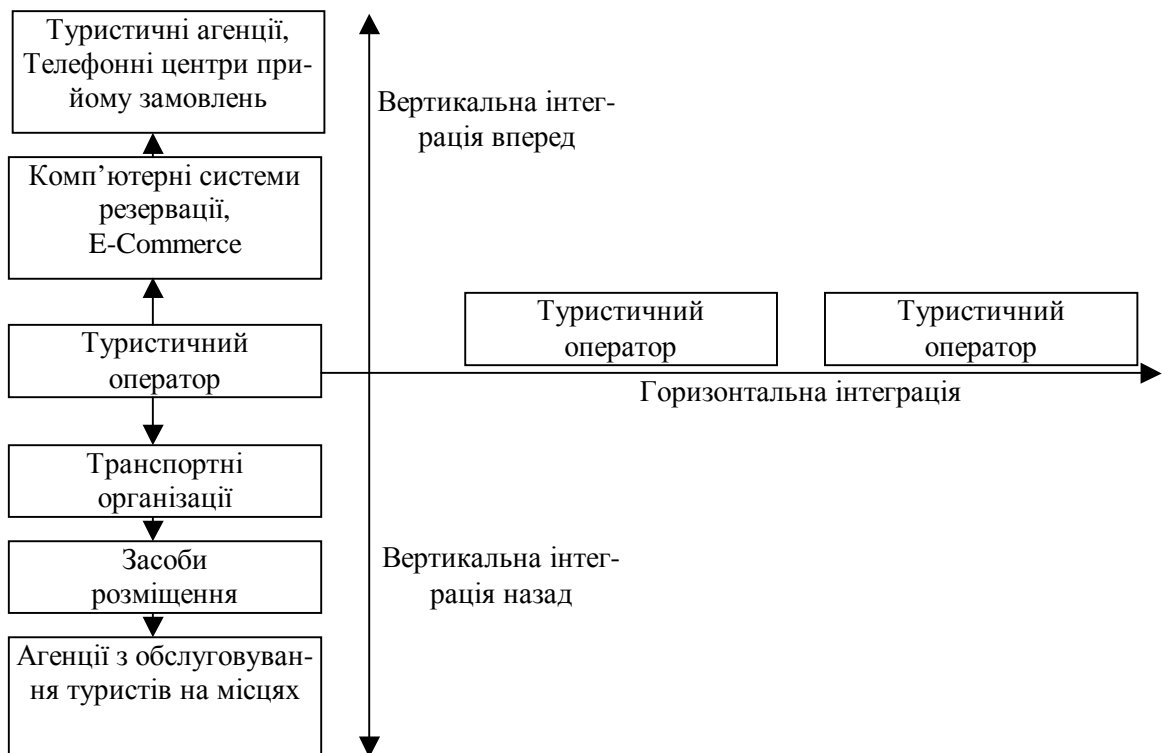 Туристичні агенції,
Телефонні центри при-
йому замовлень
Вертикальна інтег-
рація вперед
Комп’ютерні системи
резервації,
E-Commerce
Туристичний
оператор
Туристичний
оператор
Туристичний
оператор
Горизонтальна інтеграція
Транспортні
організації
Засоби
розміщення
Вертикальна інтег-
рація назад
Агенції з обслуговуван-
ня туристів на місцях